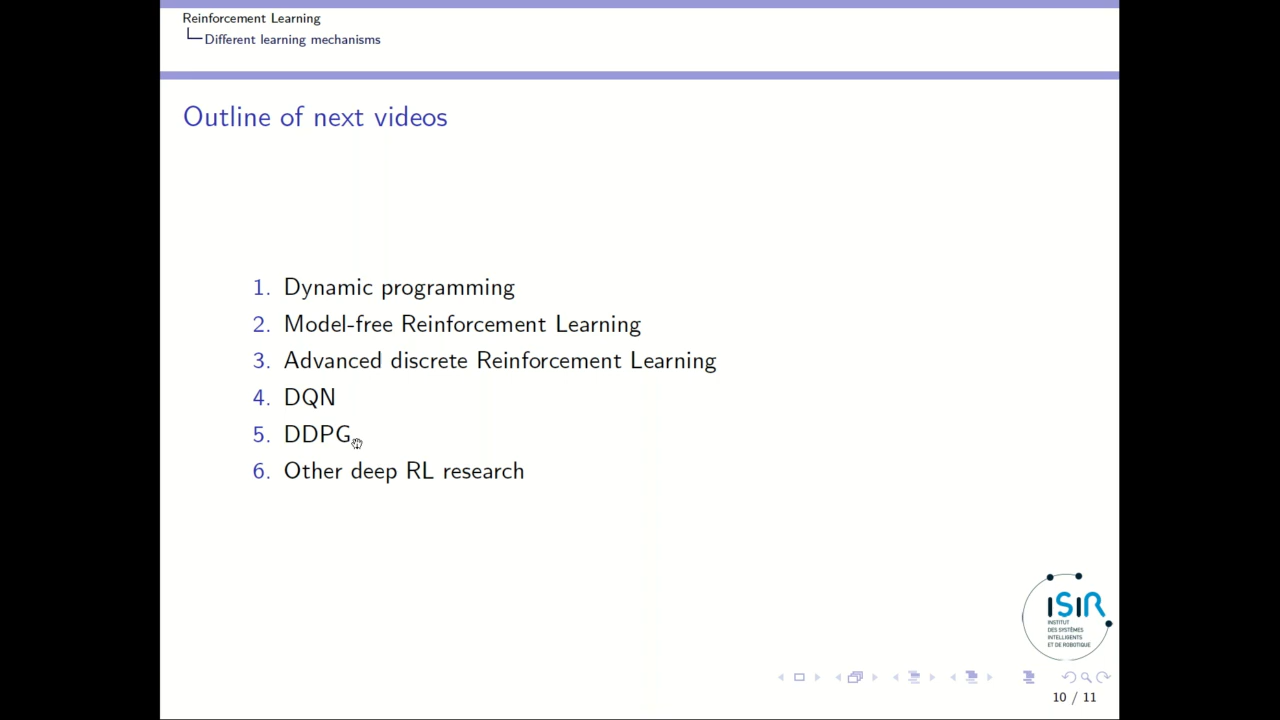 Reinforcement Learning
Different learning mechanisms
Outline of next videos
1. Dynamic programming
2. Model-free Reinforcement Learning
3. Advanced discrete Reinforcement Learning
4. DQN
5. DDPG
6. Other deep RL research
ISIR
INSTITUT
DES SYSTÈMES
INTELLIGENTS
ET DE ROBOTIQUE
10 / 11